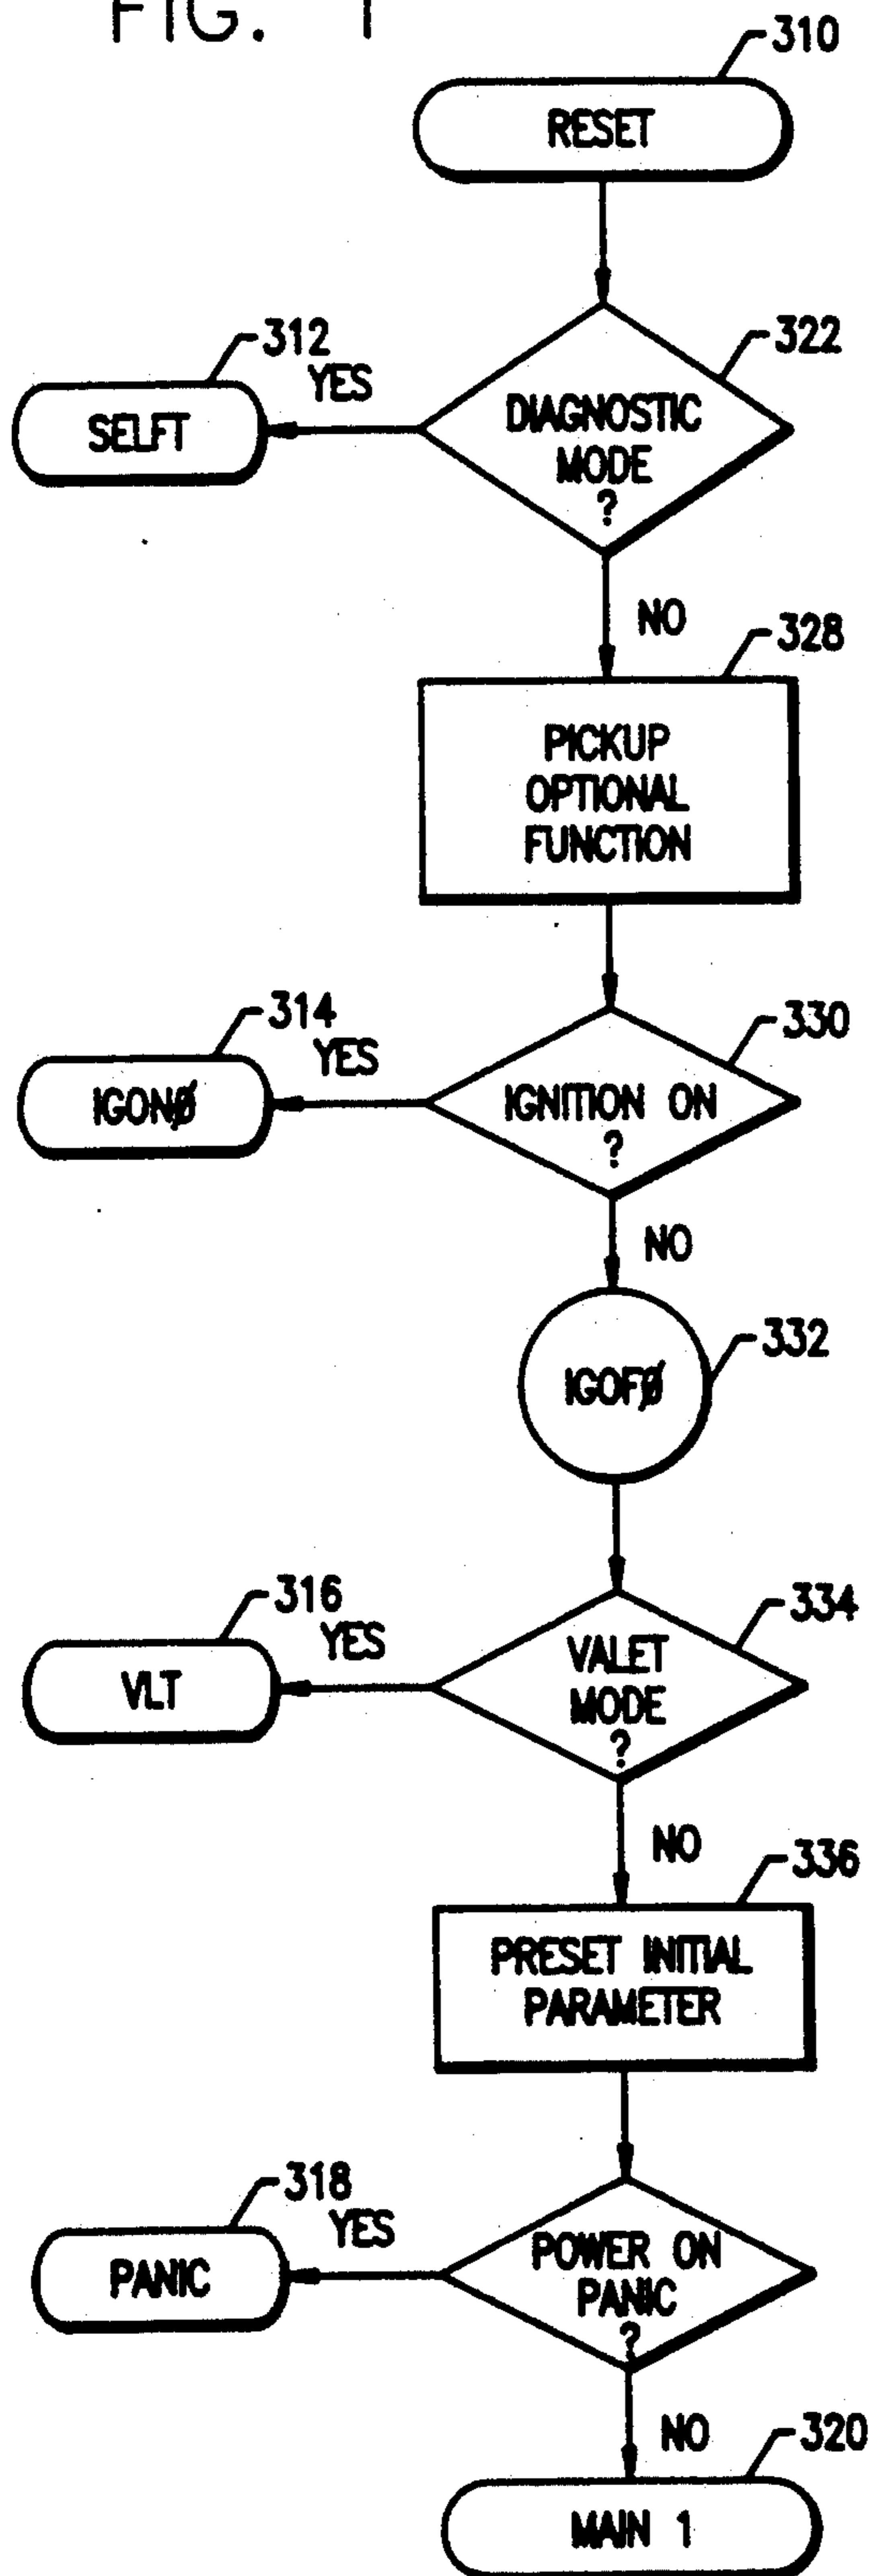 FIG. 1
310
RESET
312
YES
322
SELFT
DIAGNOSTIC
MODE
?
NO
328
PICKUP
OPTIONAL
FUNCTION
314
YES
330
IGONØ
IGNITION ON
?
NO
332
IGOFØ
316
YES
334
VLT
VALET
MODE
?
NO
336
PRESET INITIAL
PARAMETER
318
YES
PANIC
POWER ON
PANIC
?
NO
320
MAIN 1